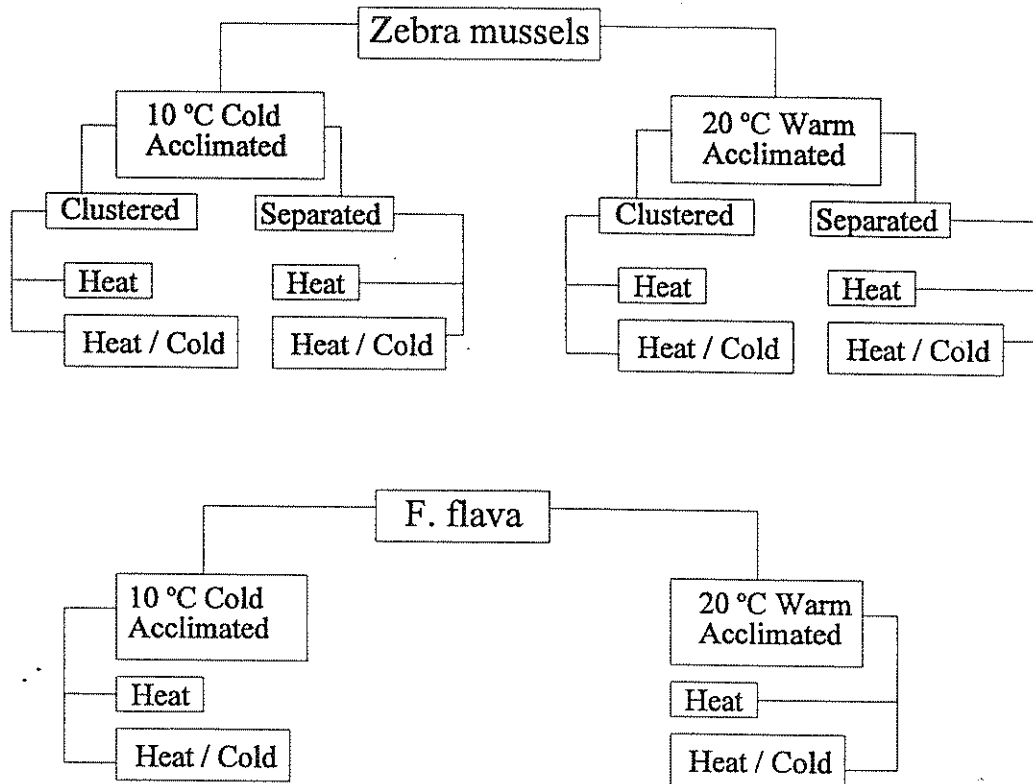 Zebra mussels
10 °C Cold
Acclimated
20 °C Warm
Acclimated
Clustered
Separated
Clustered
Separated
Heat
Heat
Heat
Heat
Heat / Cold
Heat / Cold
Heat / Cold
Heat / Cold
F. flava
10 °C Cold
Acclimated
20 °C Warm
Acclimated
Heat
Heat
Heat / Cold
Heat / Cold